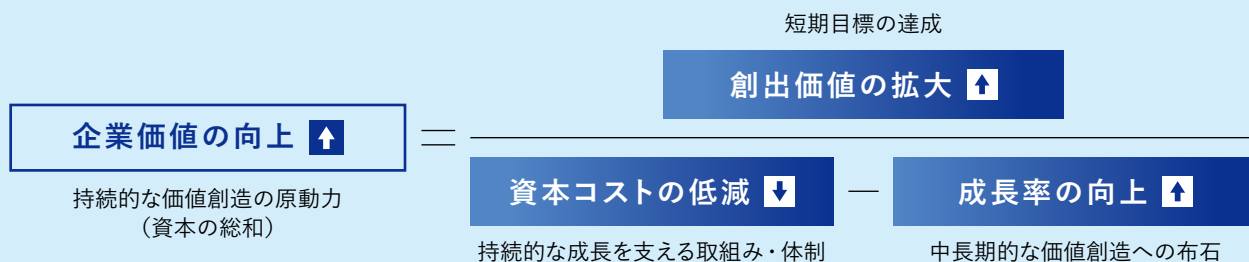 短期目標の達成
創出価値の拡大
企業価値の向上
=
資本コストの低減 — 成長率の向上
持続的な価値創造の原動力
（資本の総和）
持続的な成長を支える取組み・体制
中長期的な価値創造への布石